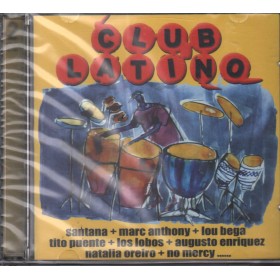 CLUB
LATINO
santana + marc anthony + lou bega
tito puente + los lobos + augusto enriquez
natalia oreiro + no mercy .....